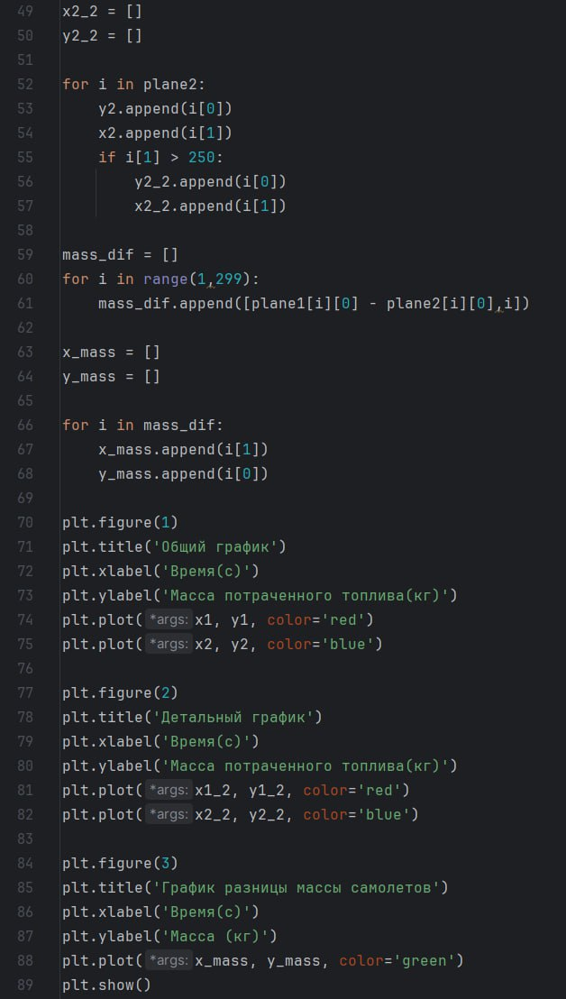 49 x2_2 = []
50 y2_2 = []
51
52 for i in plane2:
53     y2.append(i[0])
54     x2.append(i[1])
55     if i[1] > 250:
56         y2_2.append(i[0])
57         x2_2.append(i[1])
58
59 mass_dif = []
60 for i in range(1,299):
61     mass_dif.append([plane1[i][0] - plane2[i][0],i])
62
63 x_mass = []
64 y_mass = []
65
66 for i in mass_dif:
67     x_mass.append(i[1])
68     y_mass.append(i[0])
69
70 plt.figure(1)
71 plt.title('Общий график')
72 plt.xlabel('Время(с)')
73 plt.ylabel('Масса потраченного топлива(кг)')
74 plt.plot( *args: x1, y1, color='red')
75 plt.plot( *args: x2, y2, color='blue')
76
77 plt.figure(2)
78 plt.title('Детальный график')
79 plt.xlabel('Время(с)')
80 plt.ylabel('Масса потраченного топлива(кг)')
81 plt.plot( *args: x1_2, y1_2, color='red')
82 plt.plot( *args: x2_2, y2_2, color='blue')
83
84 plt.figure(3)
85 plt.title('График разницы массы самолетов')
86 plt.xlabel('Время(с)')
87 plt.ylabel('Масса (кг)')
88 plt.plot( *args: x_mass, y_mass, color='green')
89 plt.show()